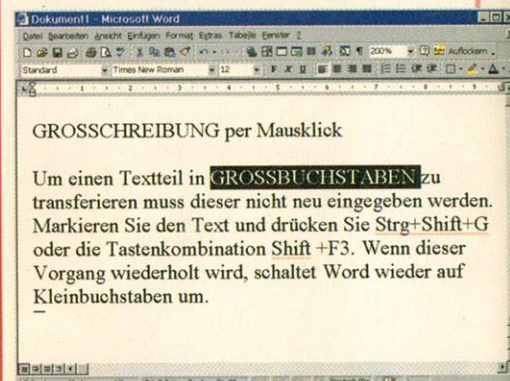 Dokument1 - Microsoft Word
Datei Bearbeiten Ansicht Einfügen Format Extras Tabelle Fenster ?
200% Auflockern
Standard Times New Roman 12 F K U
GROSSCHREIBUNG per Mausklick
Um einen Textteil in GROSSBUCHSTABEN zu
transferieren muss dieser nicht neu eingegeben werden.
Markieren Sie den Text und drücken Sie Strg+Shift+G
oder die Tastenkombination Shift +F3. Wenn dieser
Vorgang wiederholt wird, schaltet Word wieder auf
Kleinbuchstaben um.